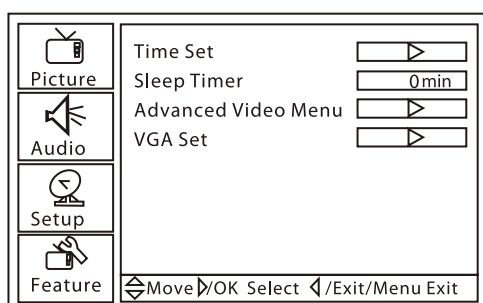 Picture
Audio
Setup
Feature
Time Set
Sleep Timer 0min
Advanced Video Menu
VGA Set
Move /OK Select /Exit/Menu Exit